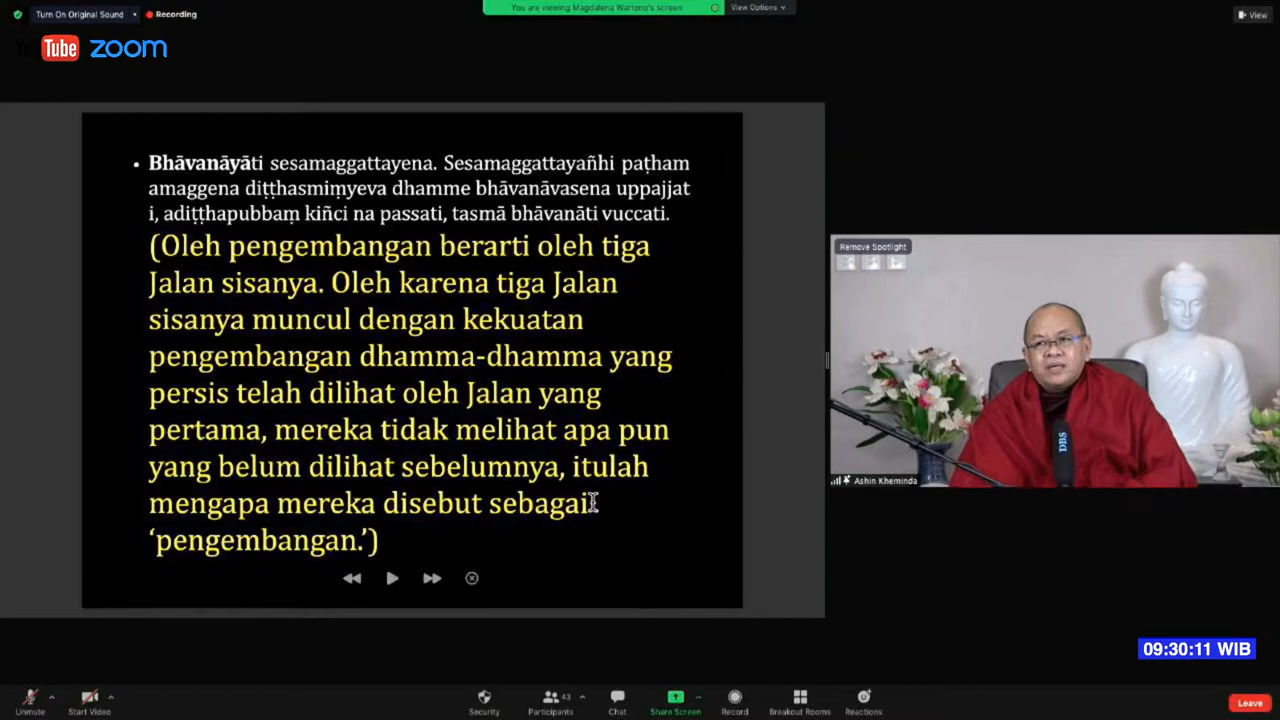 Turn On Original Sound
Recording
You are viewing Magdalena Wartono's screen
View Options
View
YouTube zoom
• Bhāvanāyāti sesamaggattayena. Sesamaggattayañhi paṭham
amaggena diṭṭhasmiṃyeva dhamme bhāvanāvasena uppajjat
i, adiṭṭhapubbaṃ kiñci na passati, tasmā bhāvanāti vuccati.
(Oleh pengembangan berarti oleh tiga
Jalan sisanya. Oleh karena tiga Jalan
sisanya muncul dengan kekuatan
pengembangan dhamma-dhamma yang
persis telah dilihat oleh Jalan yang
pertama, mereka tidak melihat apa pun
yang belum dilihat sebelumnya, itulah
mengapa mereka disebut sebagai
‘pengembangan.’)
Remove Spotlight
DBS
Ashin Kheminda
09:30:11 WIB
Unmute
Start Video
Security
Participants 43
Chat
Share Screen
Record
Breakout Rooms
Reactions
Leave